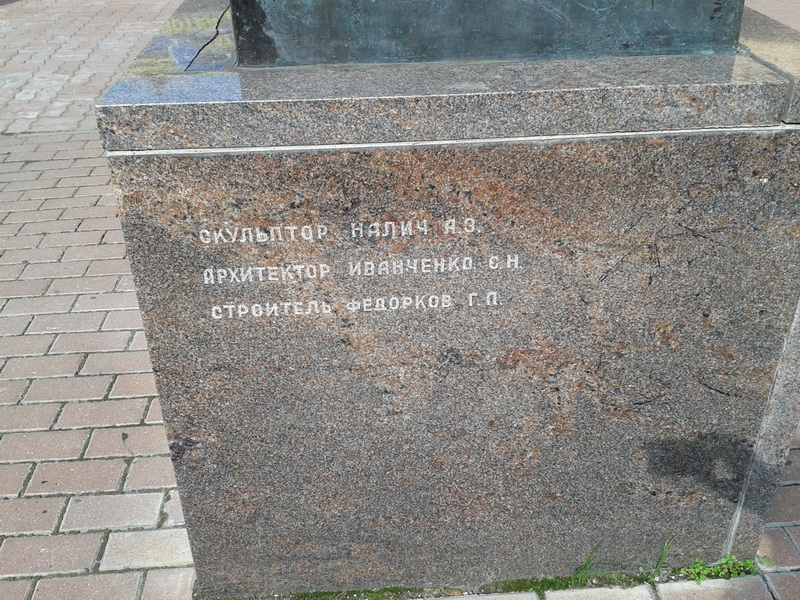 СКУЛЬПТОР НАЛИЧ А.З.
АРХИТЕКТОР ИВАНЧЕНКО С.Н.
СТРОИТЕЛЬ ФЕДОРКОВ Г.П.